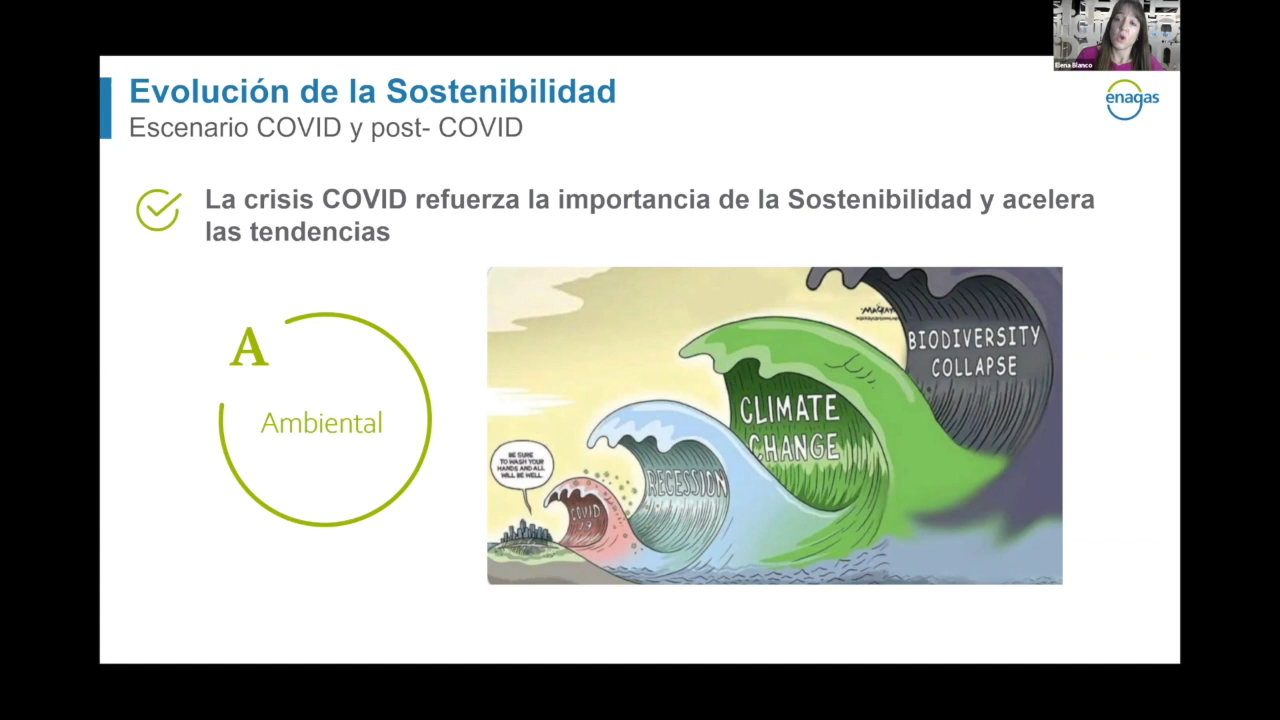 Elena Blanco
Evolución de la Sostenibilidad
Escenario COVID y post- COVID
enagas
La crisis COVID refuerza la importancia de la Sostenibilidad y acelera
las tendencias
A
Ambiental
BIODIVERSITY
COLLAPSE
CLIMATE
CHANGE
RECESSION
COVID
19
BE SURE
TO WASH YOUR
HANDS AND ALL
WILL BE WELL.